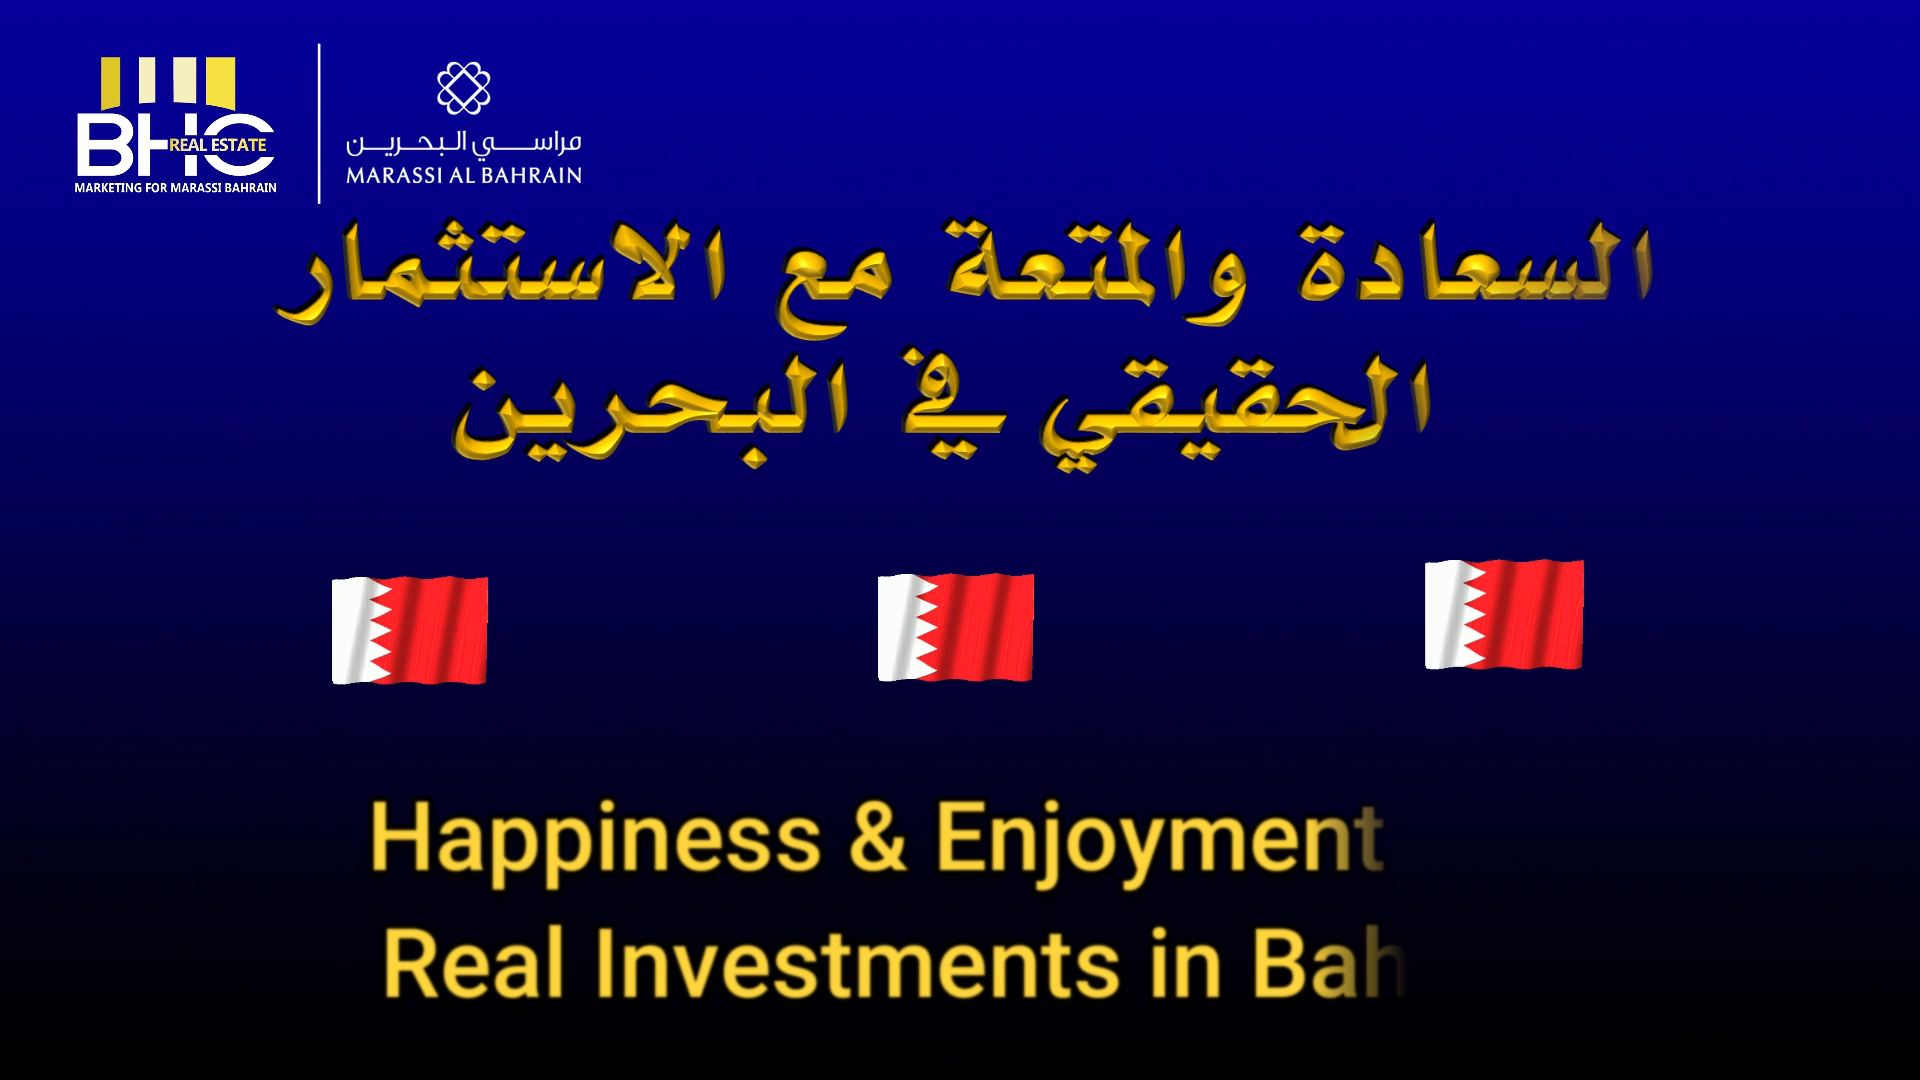 BHC
REAL ESTATE
MARKETING FOR MARASSI BAHRAIN
مراسي البحرين
MARASSI AL BAHRAIN
السعادة والمتعة مع الاستثمار
الحقيقي في البحرين
Happiness & Enjoyment
Real Investments in Bah